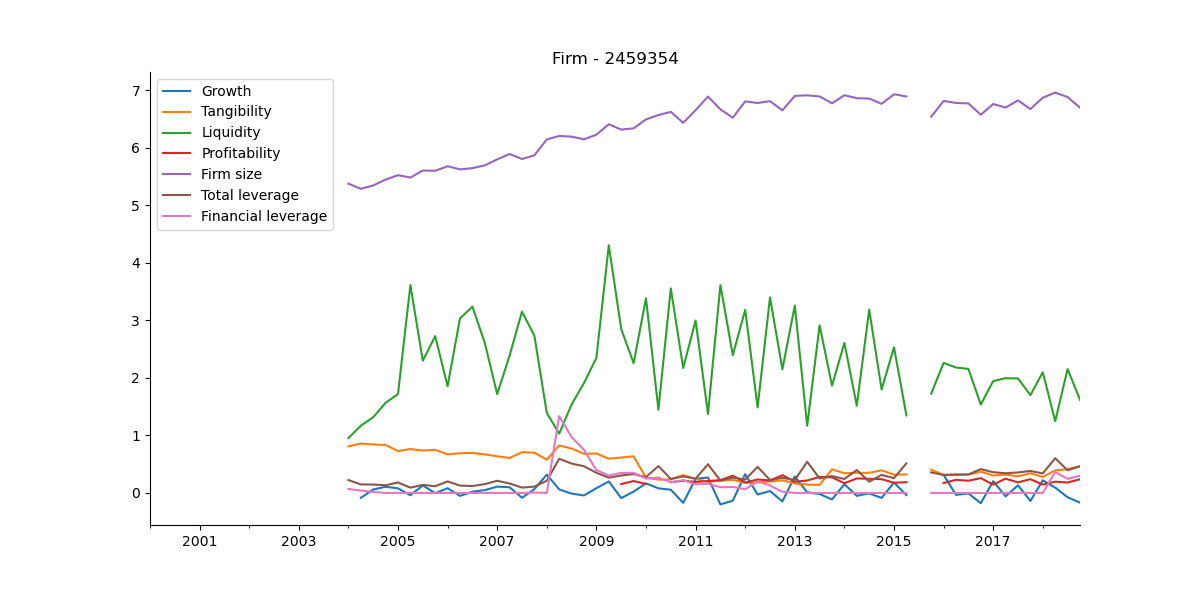 Firm - 2459354
7
6
5
4
3
2
1
0
Growth
Tangibility
Liquidity
Profitability
Firm size
Total leverage
Financial leverage
2001 2003 2005 2007 2009 2011 2013 2015 2017